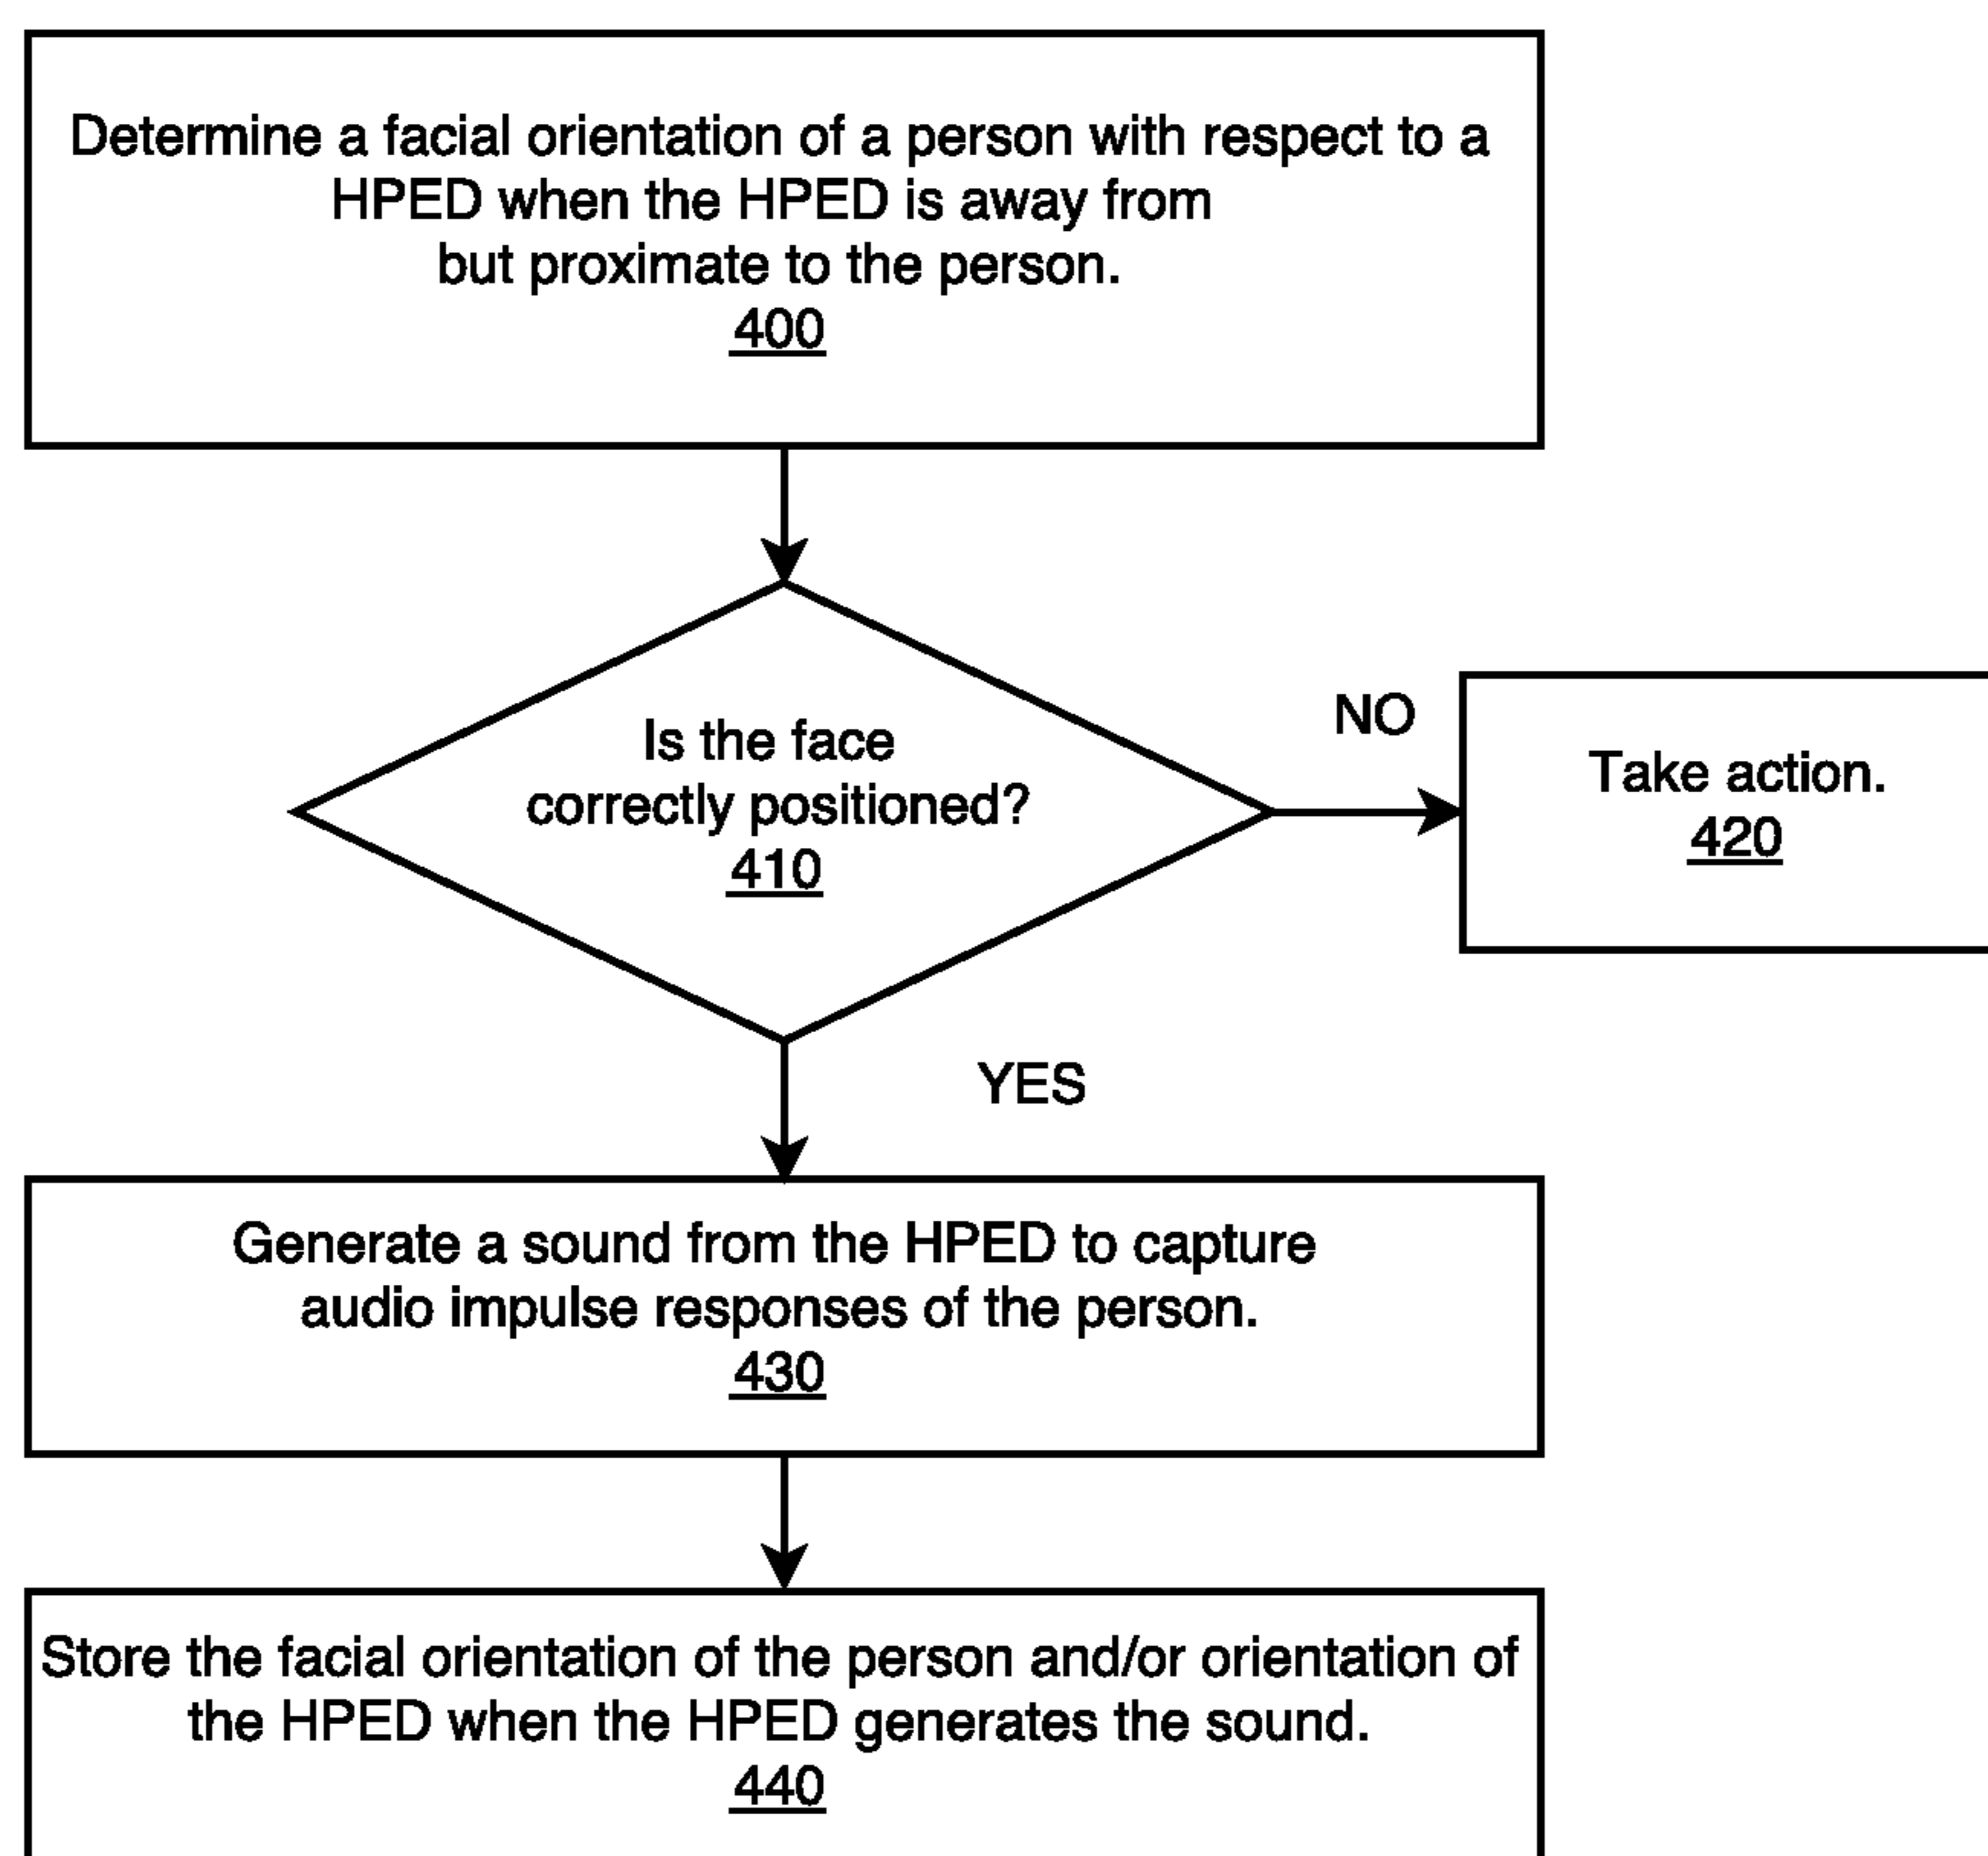 Determine a facial orientation of a person with respect to a
HPED when the HPED is away from
but proximate to the person.
400
Is the face
correctly positioned?
410
NO
Take action.
420
YES
Generate a sound from the HPED to capture
audio impulse responses of the person.
430
Store the facial orientation of the person and/or orientation of
the HPED when the HPED generates the sound.
440